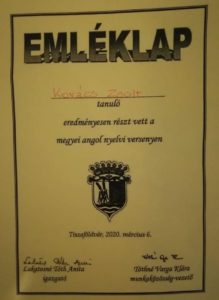 EMLÉKLAP
Kovács Zsolt
tanuló
eredményesen részt vett a
megyei angol nyelvi versenyen
Tiszaföldvár, 2020. március 6.
Lukatsné Tóth Anita
igazgató
Tóthné Varga Klára
munkaközösség-vezető